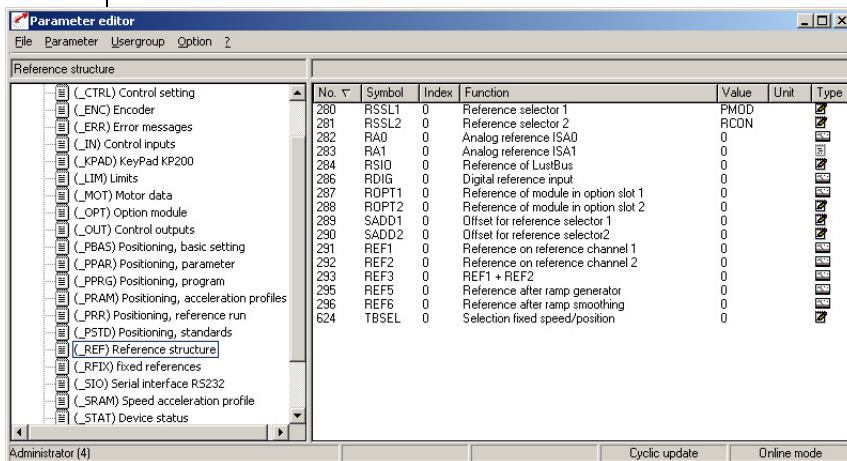 Parameter editor
File Parameter Usergroup Option ?
Reference structure
(_CTRL) Control setting
(_ENC) Encoder
(_ERR) Error messages
(_IN) Control inputs
(_KPAD) KeyPad KP200
(_LIM) Limits
(_MOT) Motor data
(_OPT) Option module
(_OUT) Control outputs
(_PBAS) Positioning, basic setting
(_PPAR) Positioning, parameter
(_PPRG) Positioning, program
(_PRAM) Positioning, acceleration profiles
(_PRR) Positioning, reference run
(_PSTD) Positioning, standards
(_REF) Reference structure
(_RFIX) fixed references
(_SIO) Serial interface RS232
(_SRAM) Speed acceleration profile
(_STAT) Device status
No. Symbol Index Function Value Unit Type
280 RSSL1 0 Reference selector 1 PMOD
281 RSSL2 0 Reference selector 2 RCON
282 RA0 0 Analog reference ISA0 0
283 RA1 0 Analog reference ISA1 0
284 RSIO 0 Reference of LustBus 0
286 RDIG 0 Digital reference input 0
287 ROPT1 0 Reference of module in option slot 1 0
288 ROPT2 0 Reference of module in option slot 2 0
289 SADD1 0 Offset for reference selector 1 0
290 SADD2 0 Offset for reference selector2 0
291 REF1 0 Reference on reference channel 1 0
292 REF2 0 Reference on reference channel 2 0
293 REF3 0 REF1 + REF2 0
295 REF5 0 Reference after ramp generator 0
296 REF6 0 Reference after ramp smoothing 0
624 TBSEL 0 Selection fixed speed/position 0
Administrator (4) Cyclic update Online mode